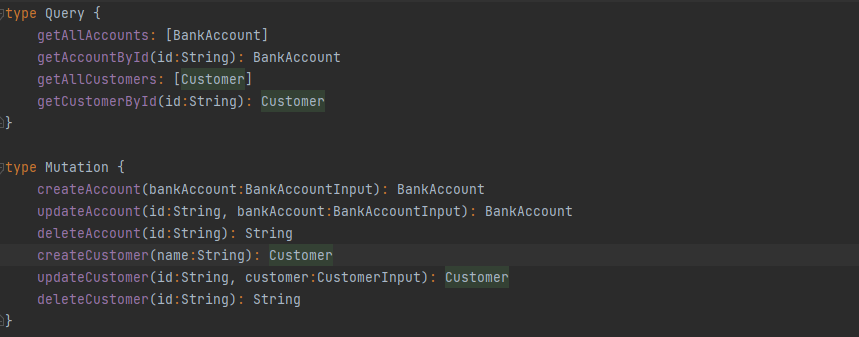 type Query {
getAllAccounts: [BankAccount]
getAccountById(id:String): BankAccount
getAllCustomers: [Customer]
getCustomerById(id:String): Customer
}
type Mutation {
createAccount(bankAccount:BankAccountInput): BankAccount
updateAccount(id:String, bankAccount:BankAccountInput): BankAccount
deleteAccount(id:String): String
createCustomer(name:String): Customer
updateCustomer(id:String, customer:CustomerInput): Customer
deleteCustomer(id:String): String
}